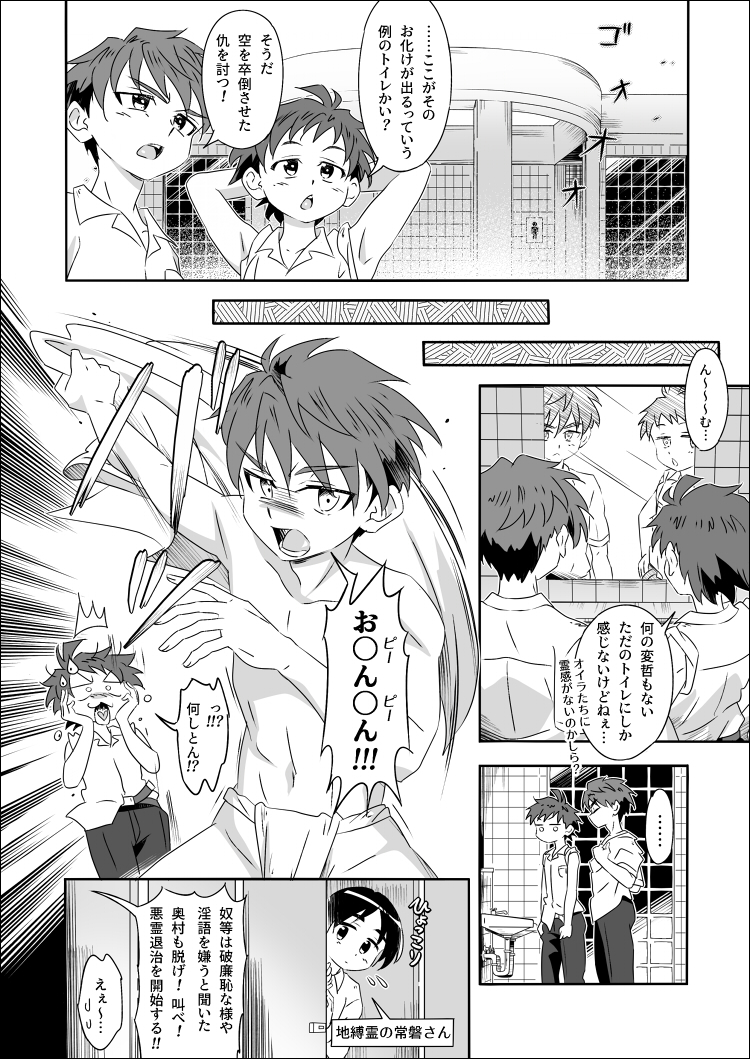 ゴ
オ
オ
オ
……ここがその
お化けが出るっていう
例のトイレかい？
そうだ
空を卒倒させた
仇を討つ！
ん〜〜〜む…
何の変哲もない
ただのトイレにしか
感じないけどねぇ…
オイラたちに
霊感がないのかしら？
……
ピー
ピー
お○ん○ん!!!
っ!!?
何しとん!?
ひょっこり
地縛霊の常磐さん
奴等は破廉恥な様や
淫語を嫌うと聞いた
奥村も脱げ！叫べ！
悪霊退治を開始する!!
えぇ〜…